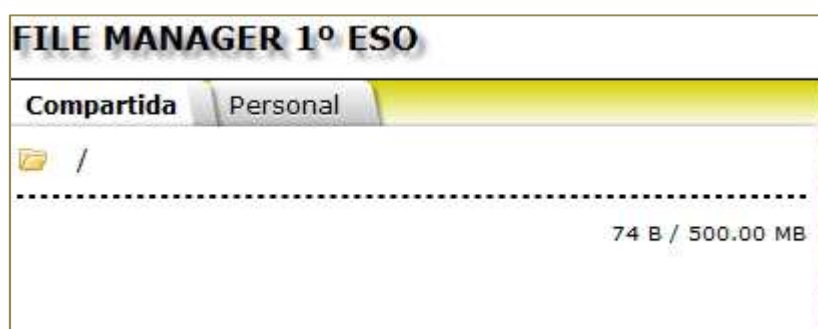 FILE MANAGER 1º ESO
Compartida Personal
/
74 B / 500.00 MB